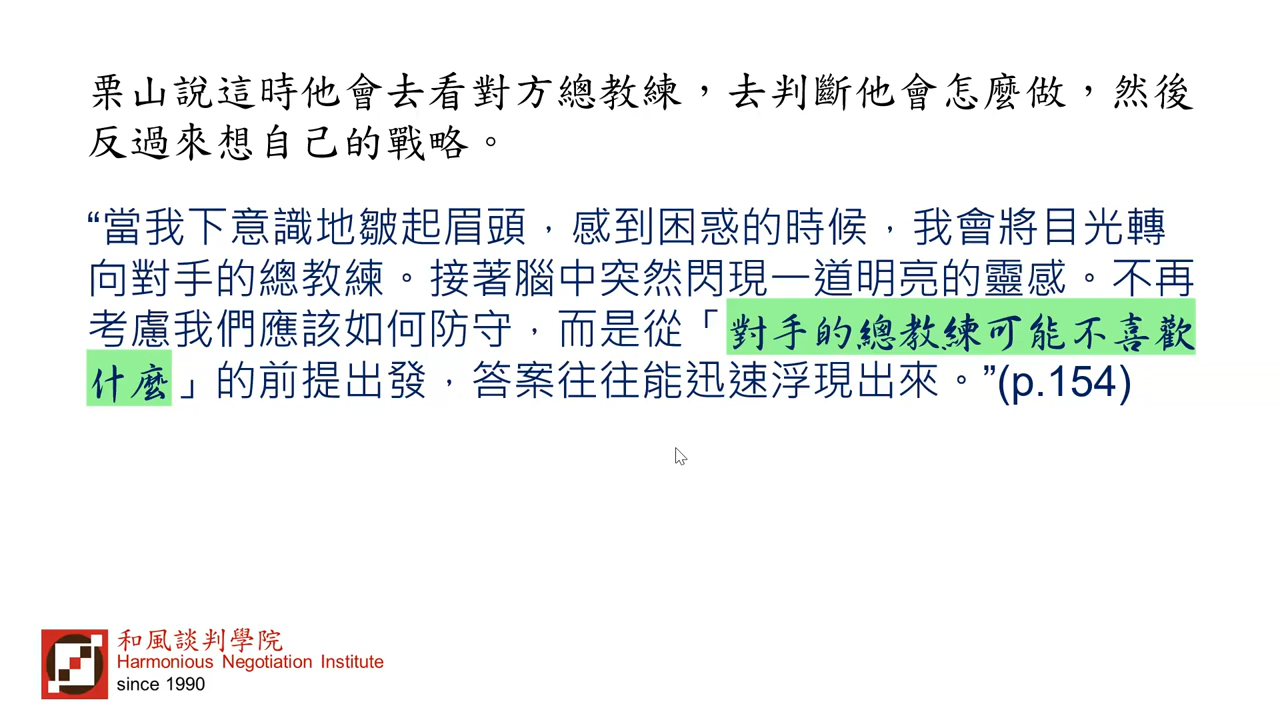 栗山說這時他會去看對方總教練，去判斷他會怎麼做，然後
反過來想自己的戰略。
“當我下意識地皺起眉頭，感到困惑的時候，我會將目光轉
向對手的總教練。接著腦中突然閃現一道明亮的靈感。不再
考慮我們應該如何防守，而是從「對手的總教練可能不喜歡
什麼」的前提出發，答案往往能迅速浮現出來。”(p.154)
和風談判學院
Harmonious Negotiation Institute
since 1990